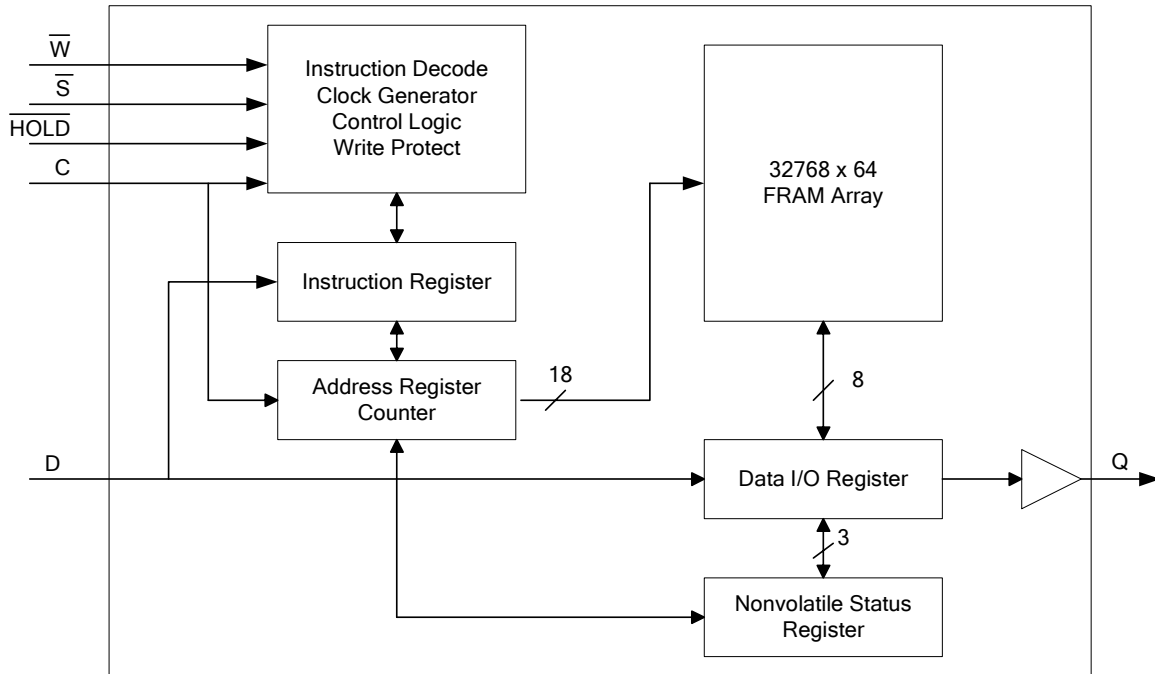 W
S
HOLD
C
Instruction Decode
Clock Generator
Control Logic
Write Protect
32768 x 64
FRAM Array
Instruction Register
Address Register
Counter
18
8
D
Data I/O Register
Q
3
Nonvolatile Status
Register